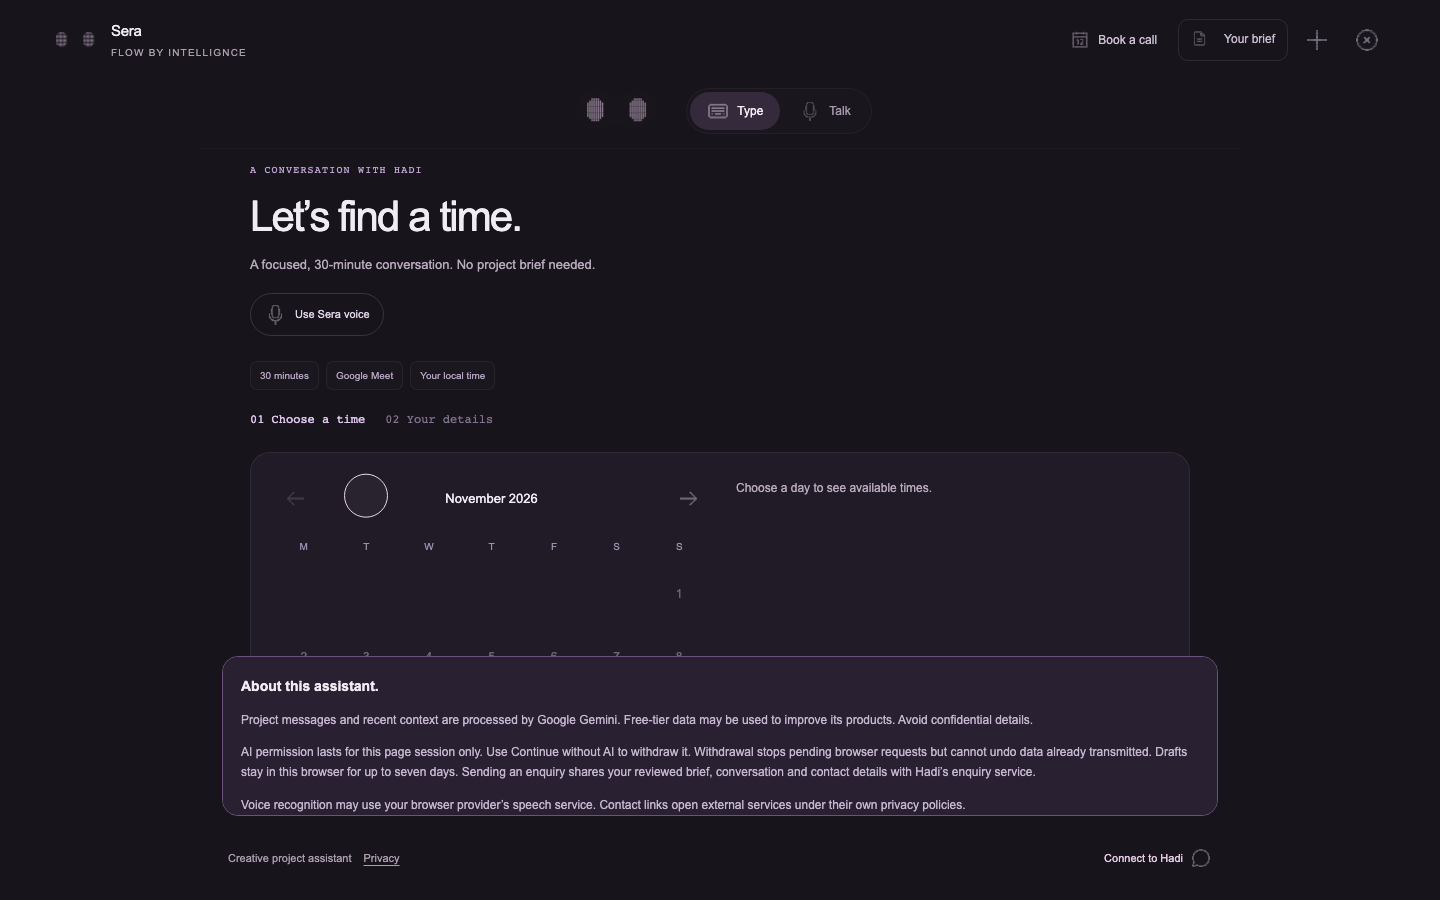 Sera
FLOW BY INTELLIGNCE
12
Book a call
Your brief
Type
Talk
A CONVERSATION WITH HADI
Let’s find a time.
A focused, 30-minute conversation. No project brief needed.
Use Sera voice
30 minutes
Google Meet
Your local time
01 Choose a time
02 Your details
November 2026
Choose a day to see available times.
M T W T F S S
1
2 3 4 5 6 7 8
About this assistant.
Project messages and recent context are processed by Google Gemini. Free-tier data may be used to improve its products. Avoid confidential details.
AI permission lasts for this page session only. Use Continue without AI to withdraw it. Withdrawal stops pending browser requests but cannot undo data already transmitted. Drafts
stay in this browser for up to seven days. Sending an enquiry shares your reviewed brief, conversation and contact details with Hadi’s enquiry service.
Voice recognition may use your browser provider’s speech service. Contact links open external services under their own privacy policies.
Creative project assistant
Privacy
Connect to Hadi